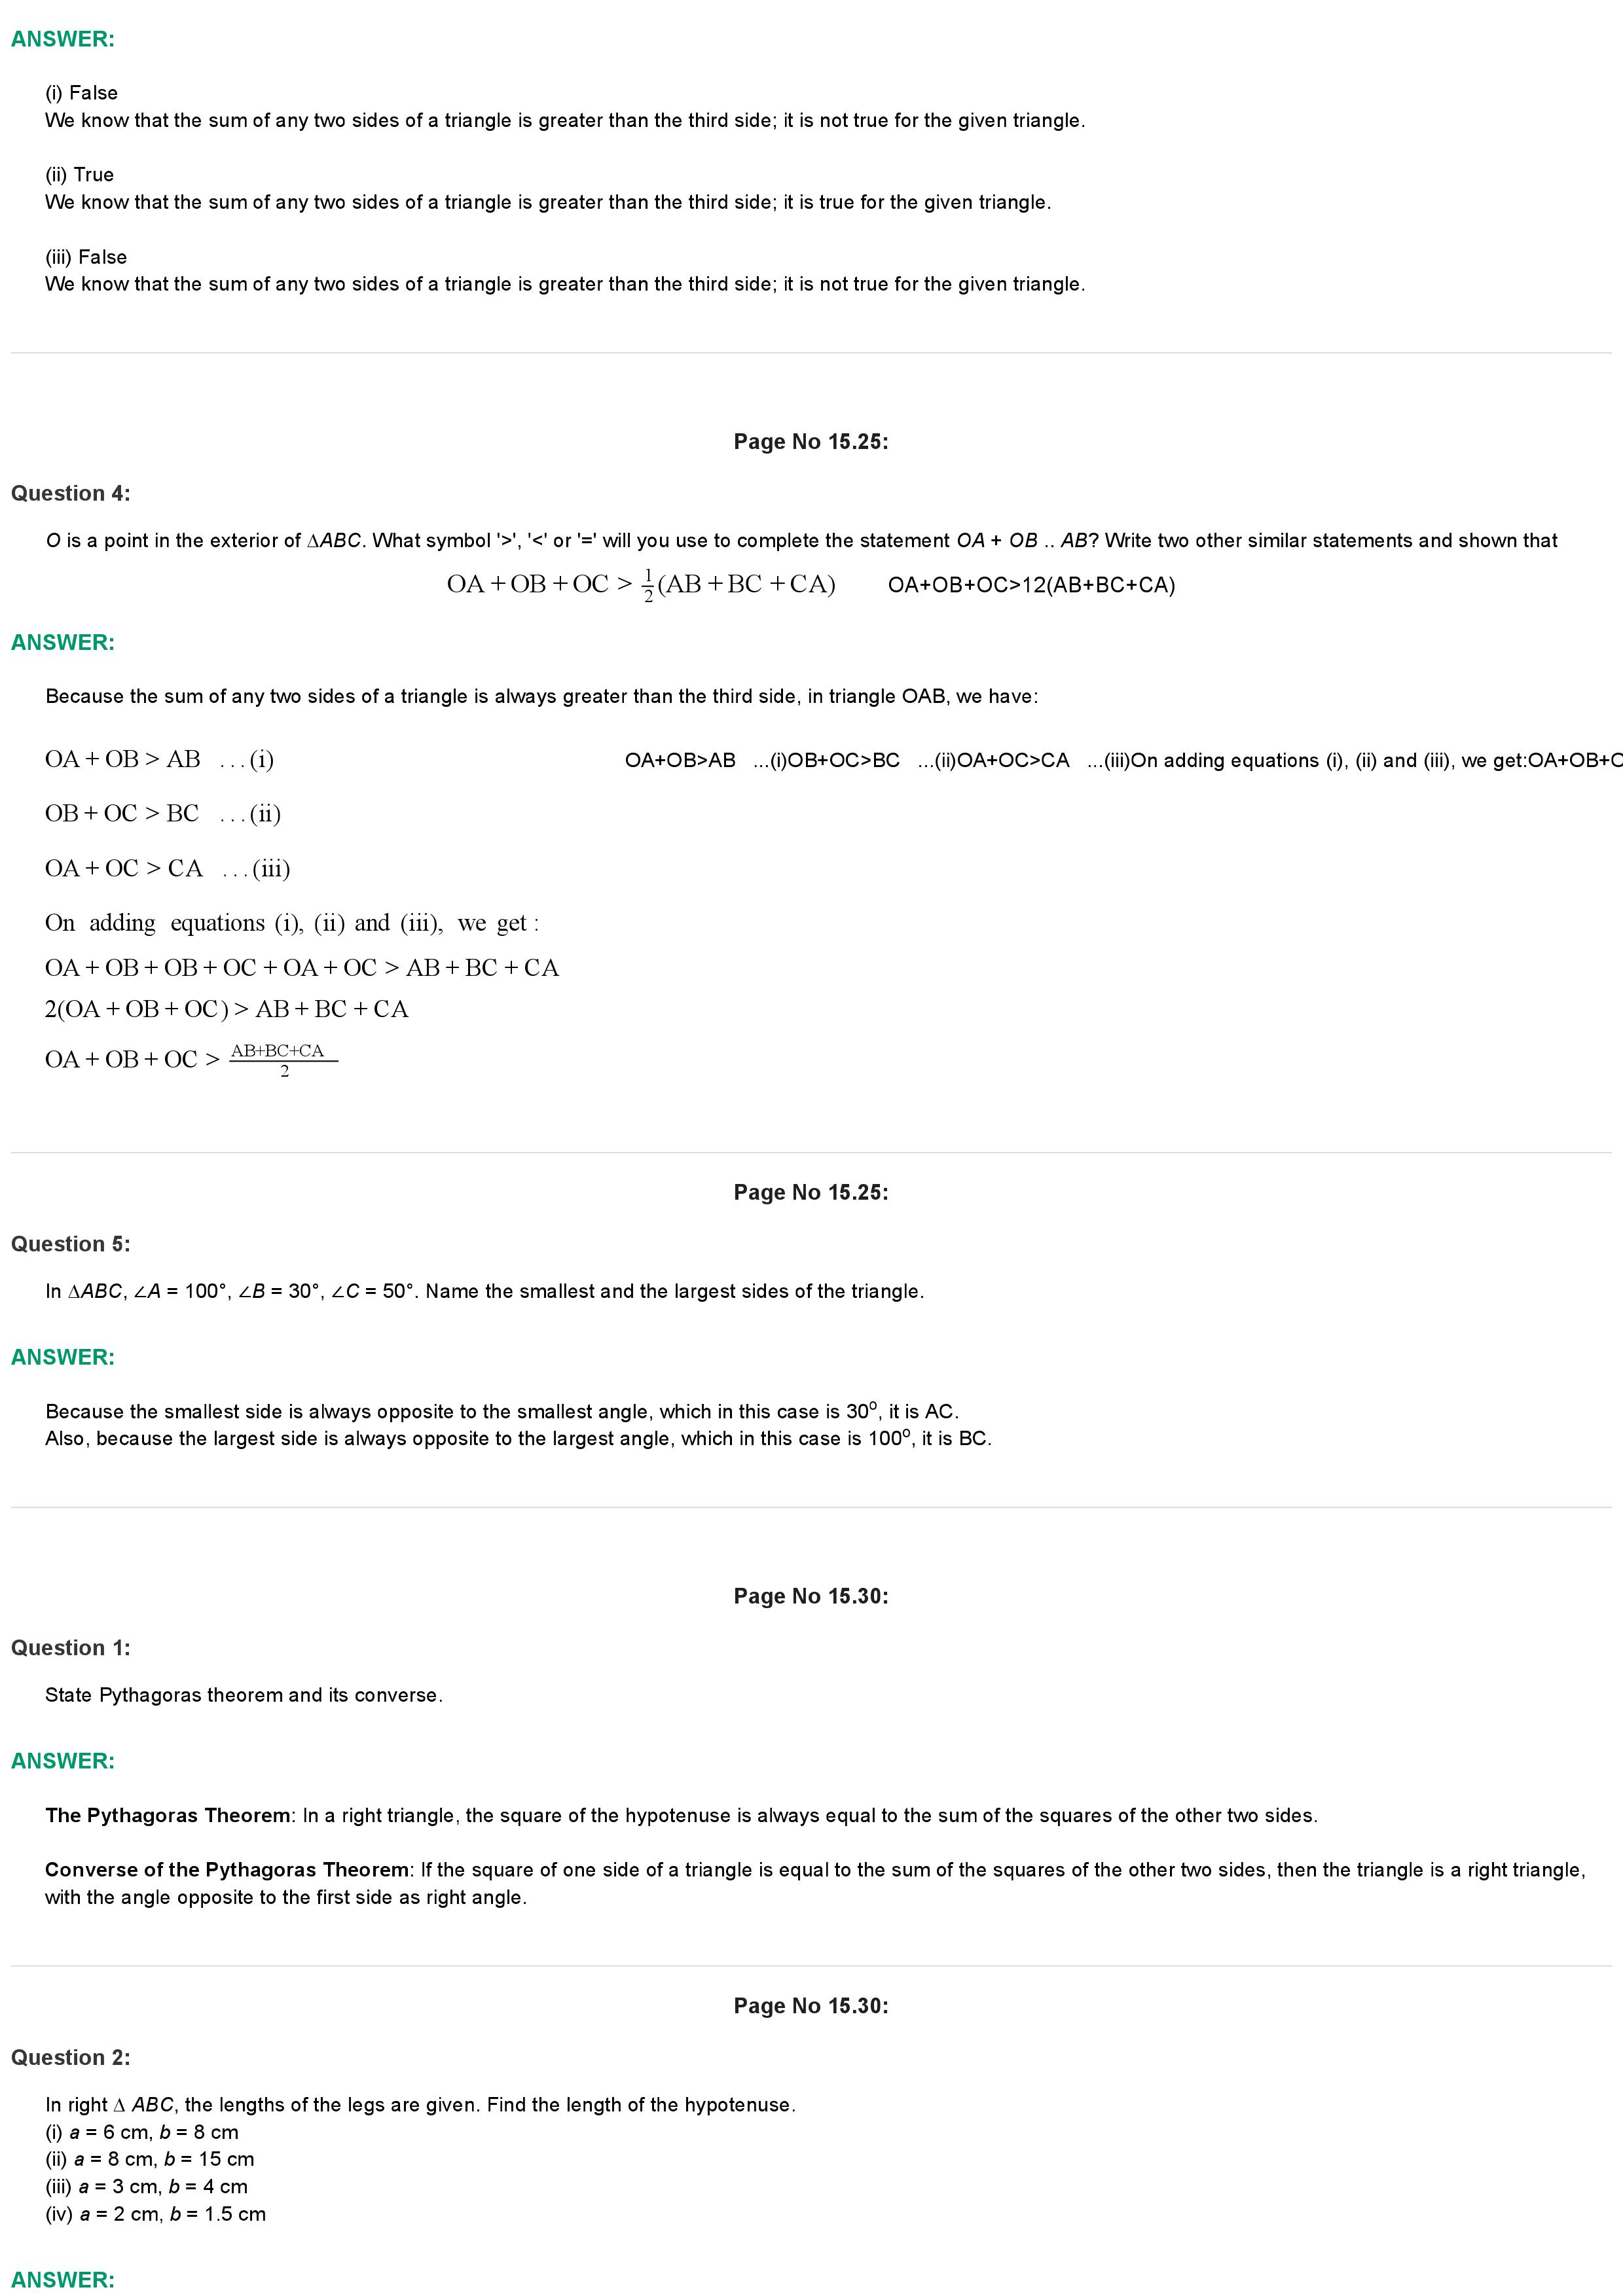 ANSWER:
(i) False
We know that the sum of any two sides of a triangle is greater than the third side; it is not true for the given triangle.
(ii) True
We know that the sum of any two sides of a triangle is greater than the third side; it is true for the given triangle.
(iii) False
We know that the sum of any two sides of a triangle is greater than the third side; it is not true for the given triangle.
Page No 15.25:
Question 4:
O is a point in the exterior of ∆ABC. What symbol '>', '<' or '=' will you use to complete the statement OA + OB .. AB? Write two other similar statements and shown that
OA + OB + OC > 1/2(AB + BC + CA) OA+OB+OC>12(AB+BC+CA)
ANSWER:
Because the sum of any two sides of a triangle is always greater than the third side, in triangle OAB, we have:
OA + OB > AB ...(i) OA+OB>AB ...(i)OB+OC>BC ...(ii)OA+OC>CA ...(iii)On adding equations (i), (ii) and (iii), we get:OA+OB+O
OB + OC > BC ...(ii)
OA + OC > CA ...(iii)
On adding equations (i), (ii) and (iii), we get :
OA + OB + OB + OC + OA + OC > AB + BC + CA
2(OA + OB + OC) > AB + BC + CA
OA + OB + OC > AB+BC+CA/2
Page No 15.25:
Question 5:
In ∆ABC, ∠A = 100°, ∠B = 30°, ∠C = 50°. Name the smallest and the largest sides of the triangle.
ANSWER:
Because the smallest side is always opposite to the smallest angle, which in this case is 30º, it is AC.
Also, because the largest side is always opposite to the largest angle, which in this case is 100º, it is BC.
Page No 15.30:
Question 1:
State Pythagoras theorem and its converse.
ANSWER:
The Pythagoras Theorem: In a right triangle, the square of the hypotenuse is always equal to the sum of the squares of the other two sides.
Converse of the Pythagoras Theorem: If the square of one side of a triangle is equal to the sum of the squares of the other two sides, then the triangle is a right triangle,
with the angle opposite to the first side as right angle.
Page No 15.30:
Question 2:
In right ∆ ABC, the lengths of the legs are given. Find the length of the hypotenuse.
(i) a = 6 cm, b = 8 cm
(ii) a = 8 cm, b = 15 cm
(iii) a = 3 cm, b = 4 cm
(iv) a = 2 cm, b = 1.5 cm
ANSWER: